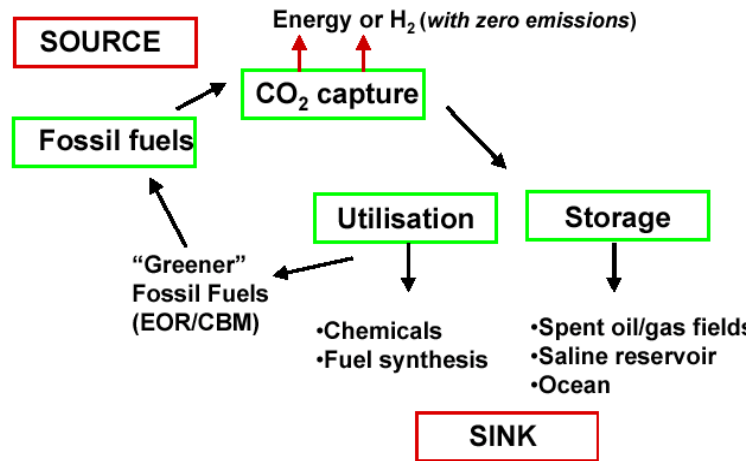 Energy or H₂ (with zero emissions)
SOURCE
CO₂ capture
Fossil fuels
Utilisation
Storage
“Greener”
Fossil Fuels
(EOR/CBM)
•Chemicals
•Fuel synthesis
•Spent oil/gas fields
•Saline reservoir
•Ocean
SINK